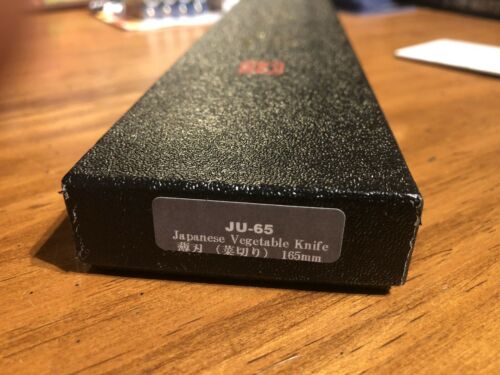 JU-65
Japanese Vegetable Knife
薄刃 (菜切り) 165mm